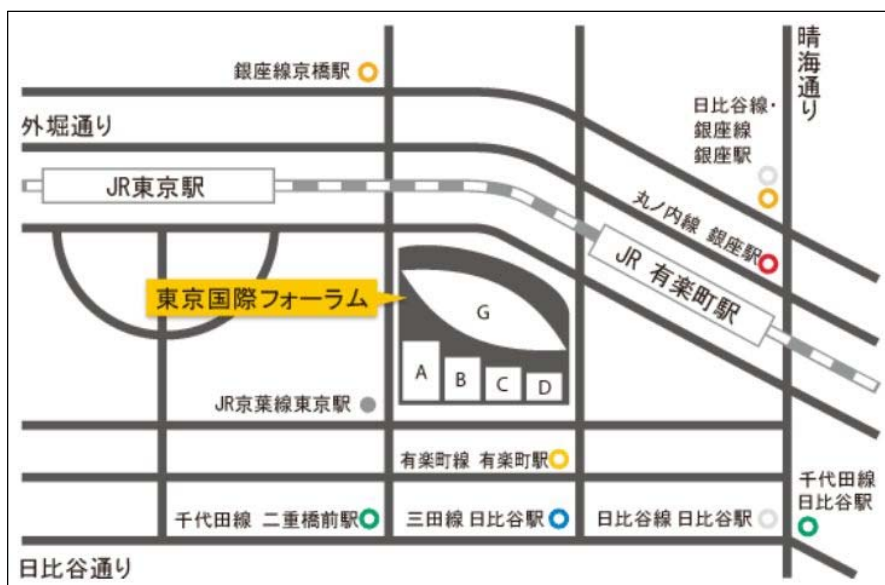 晴海通り
銀座線京橋駅
日比谷線・
銀座線
銀座駅
外堀通り
JR東京駅
丸ノ内線 銀座駅
JR 有楽町駅
東京国際フォーラム
G
A
B
C
D
JR京葉線東京駅
有楽町線 有楽町駅
千代田線
日比谷駅
千代田線 二重橋前駅
三田線 日比谷駅
日比谷線 日比谷駅
日比谷通り